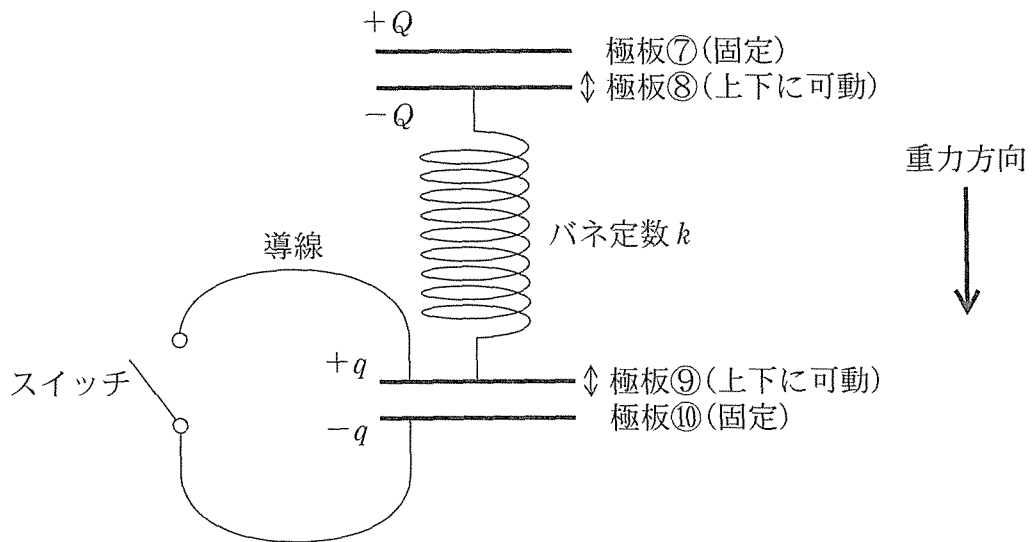 +Q
極板⑦(固定)
極板⑧(上下に可動)
−Q
重力方向
バネ定数 k
導線
スイッチ
+q
極板⑨(上下に可動)
−q
極板⑩(固定)